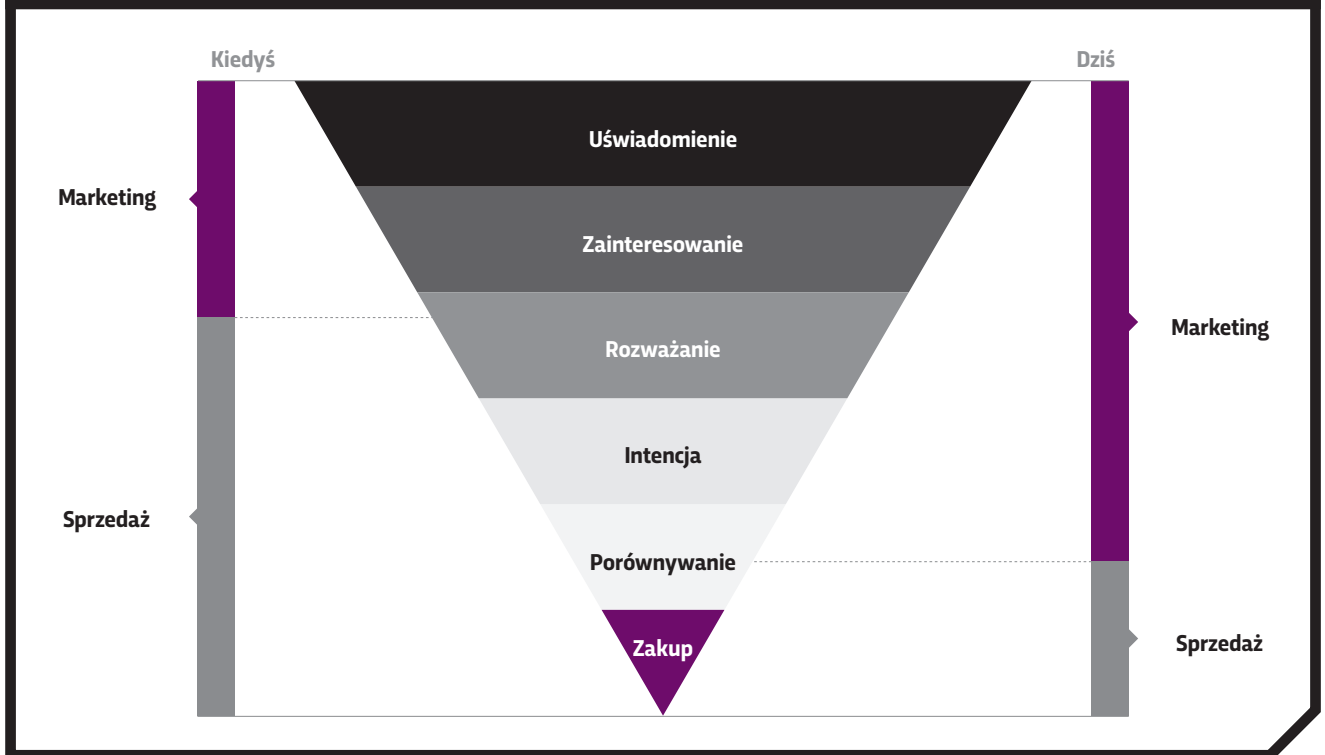 Kiedyś
Dziś
Uświadomienie
Marketing
Zainteresowanie
Marketing
Rozważanie
Intencja
Sprzedaż
Porównywanie
Sprzedaż
Zakup